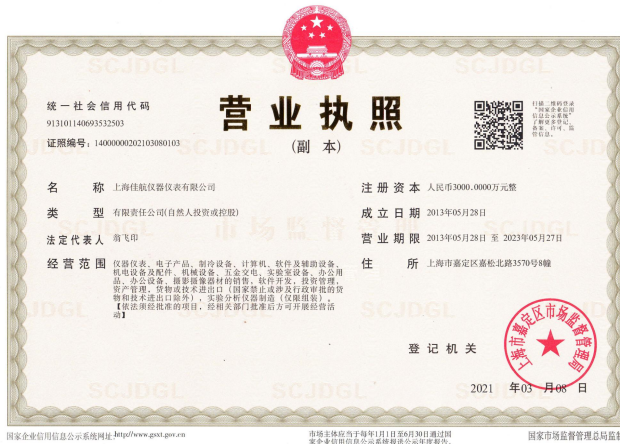 统一社会信用代码
913101140693532503
证照编号：14000000202103080103
营业执照
(副 本)
扫描二维码登录
“国家企业信用
信息公示系统”
了解更多登记、
备案、许可、监
管信息。
名 称 上海佳航仪器仪表有限公司
类 型 有限责任公司(自然人投资或控股)
法定代表人 翁飞印
经营范围 仪器仪表、电子产品、制冷设备、计算机、软件及辅助设备、
机电设备及配件、机械设备、五金交电、实验室设备、办公用
品、办公设备、摄影摄像器材的销售，软件开发，投资管理，
资产管理，货物或技术进出口（国家禁止或涉及行政审批的货
物和技术进出口除外），实验分析仪器制造（仅限组装）。
【依法须经批准的项目，经相关部门批准后方可开展经营活
动】
注册资本 人民币3000.0000万元整
成立日期 2013年05月28日
营业期限 2013年05月28日 至 2023年05月27日
住 所 上海市嘉定区嘉松北路3570号8幢
登记机关
上海市嘉定区市场监督管理局
2021 年 03 月 08 日
国家企业信用信息公示系统网址:http://www.gsxt.gov.cn
市场主体应当于每年1月1日至6月30日通过国
家企业信用信息公示系统报送公示年度报告。
国家市场监督管理总局监
SCJDGL
SCJDGL
SCJDGL
SCJDGL
市场监督管理
SCJDGL
SCJDGL